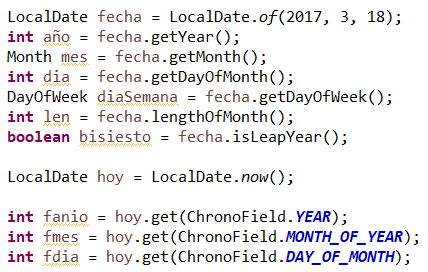 LocalDate fecha = LocalDate.of(2017, 3, 18);
int año = fecha.getYear();
Month mes = fecha.getMonth();
int dia = fecha.getDayOfMonth();
DayOfWeek diaSemana = fecha.getDayOfWeek();
int len = fecha.lengthOfMonth();
boolean bisiesto = fecha.isLeapYear();
LocalDate hoy = LocalDate.now();
int fanio = hoy.get(ChronoField.YEAR);
int fmes = hoy.get(ChronoField.MONTH_OF_YEAR);
int fdia = hoy.get(ChronoField.DAY_OF_MONTH);